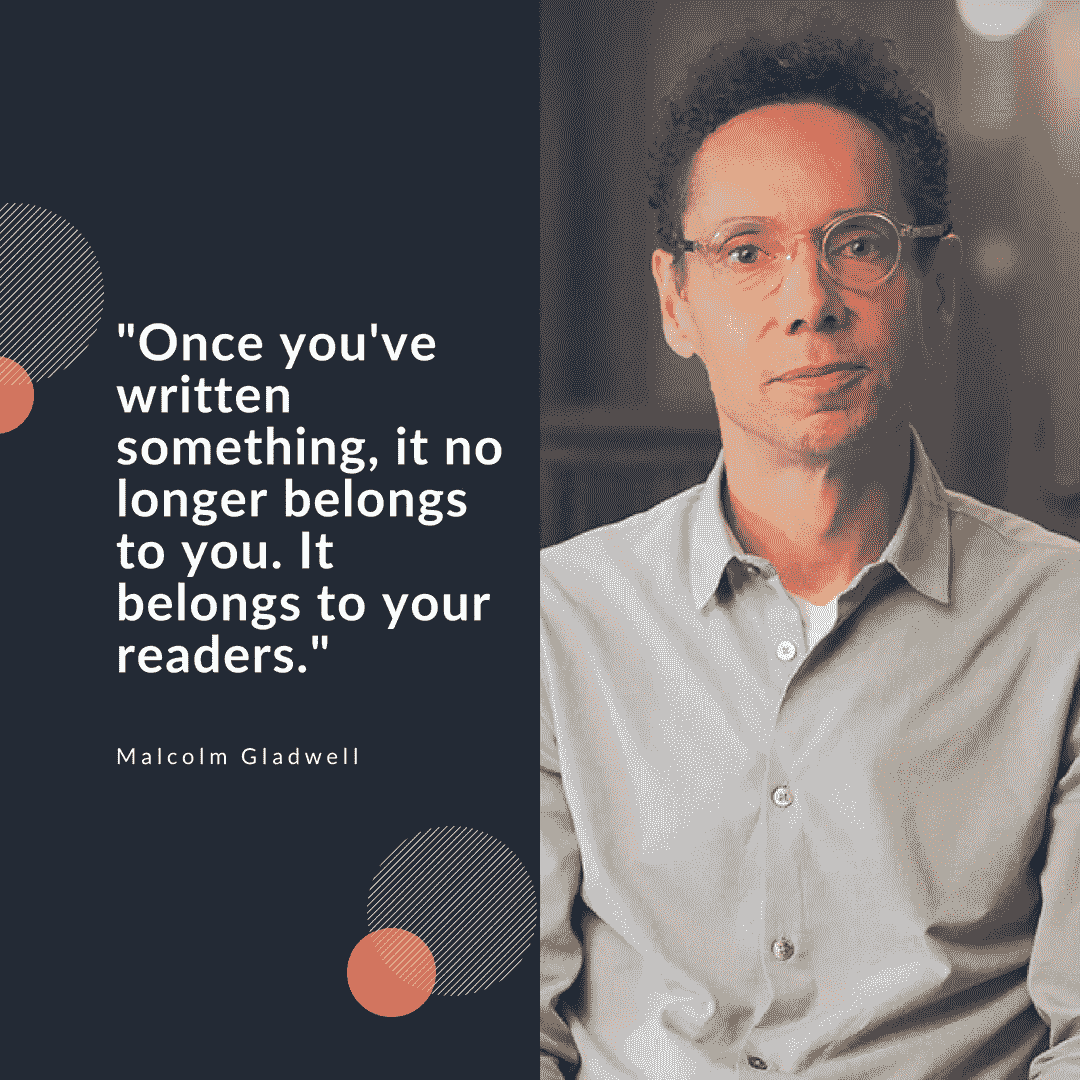 "Once you've
written
something, it no
longer belongs
to you. It
belongs to your
readers."
Malcolm Gladwell